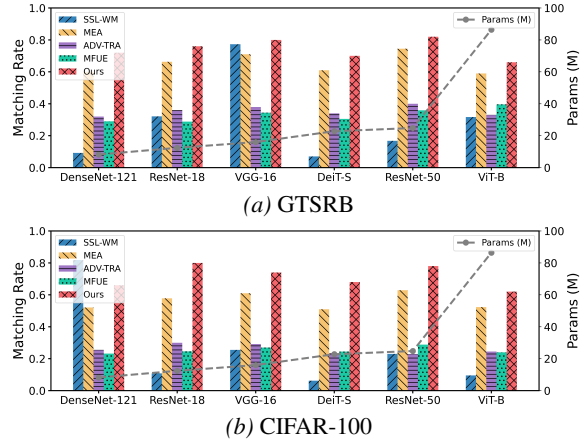 1.0
0.8
0.6
0.4
0.2
0.0
Matching Rate
SSL-WM
MEA
ADV-TRA
MFUE
Ours
Params (M)
100
80
60
40
20
0
Params (M)
DenseNet-121 ResNet-18 VGG-16 DeiT-S ResNet-50 ViT-B
(a) GTSRB
1.0
0.8
0.6
0.4
0.2
0.0
Matching Rate
SSL-WM
MEA
ADV-TRA
MFUE
Ours
Params (M)
100
80
60
40
20
0
Params (M)
DenseNet-121 ResNet-18 VGG-16 DeiT-S ResNet-50 ViT-B
(b) CIFAR-100